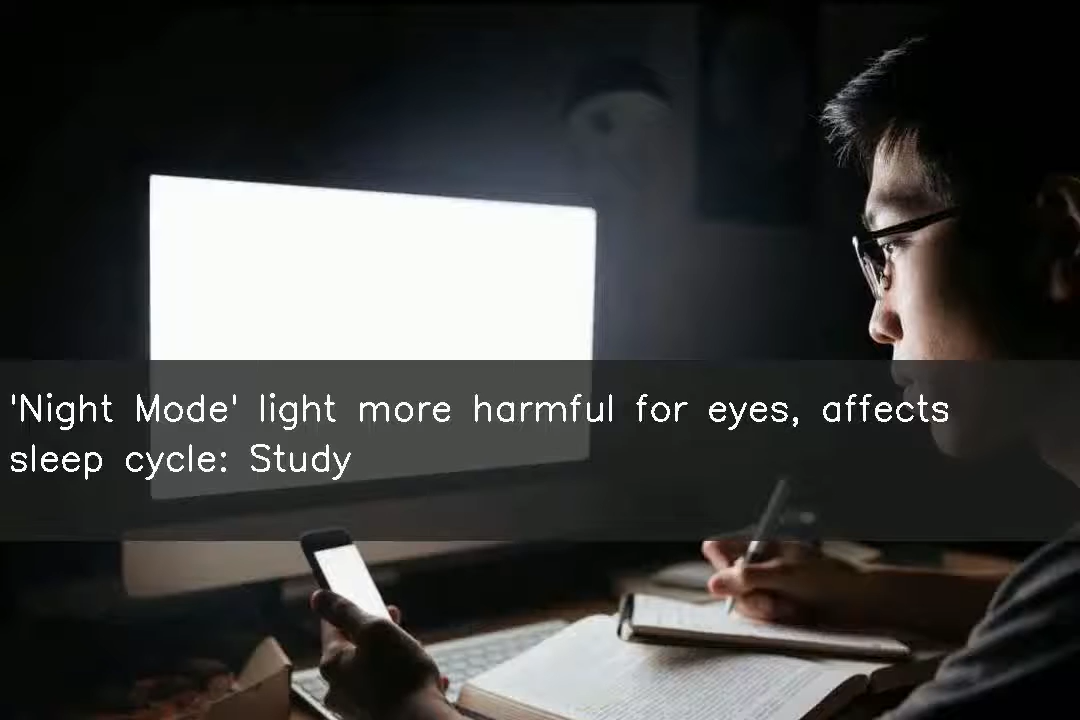 'Night Mode' light more harmful for eyes, affects
sleep cycle: Study